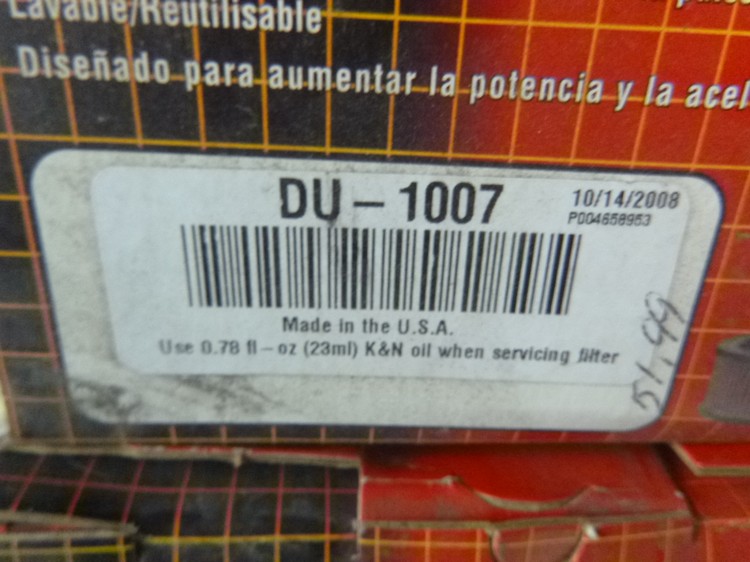 Lavable/Reutilisable
Diseñado para aumentar la potencia y la acel
DU-1007
10/14/2008
P004658953
Made in the U.S.A.
Use 0.78 fl-oz (23ml) K&N oil when servicing filter
51,99